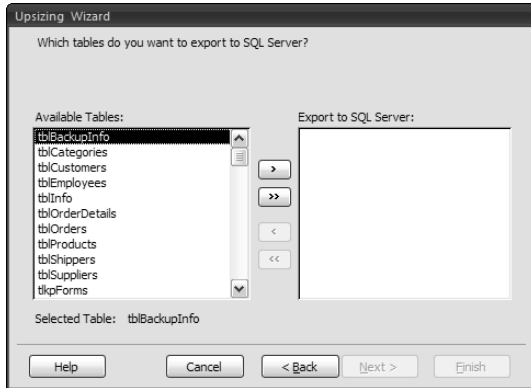 Upsizing Wizard
Which tables do you want to export to SQL Server?
Available Tables:
Export to SQL Server:
tblBackupInfo
tblCategories
tblCustomers
tblEmployees
tblInfo
tblOrderDetails
tblOrders
tblProducts
tblShippers
tblSuppliers
tlkpForms
>
>>
<
<<
Selected Table: tblBackupInfo
Help
Cancel
< Back
Next >
Finish